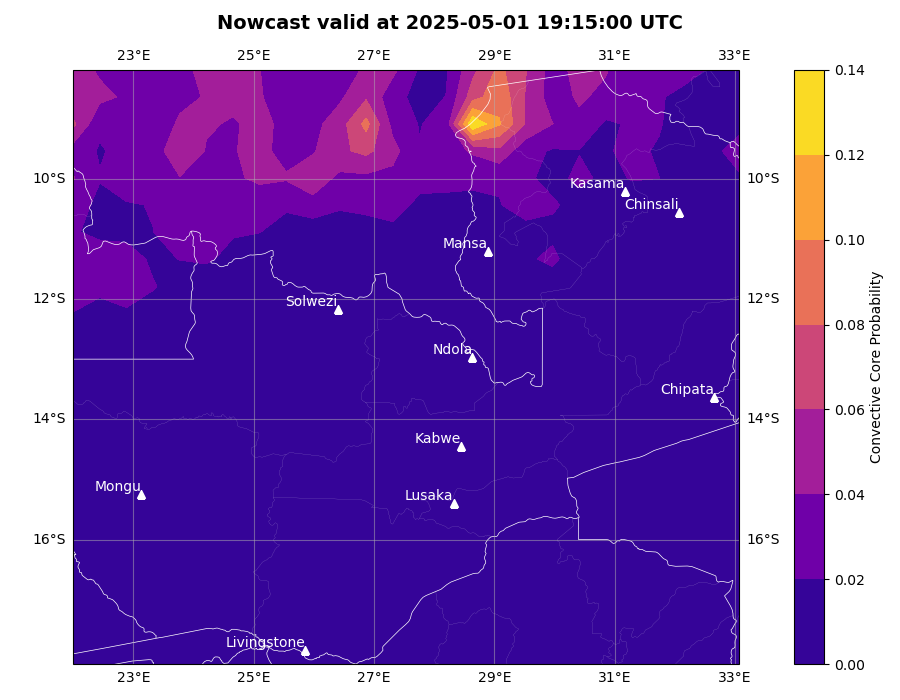 Nowcast valid at 2025-05-01 19:15:00 UTC
23°E 25°E 27°E 29°E 31°E 33°E
0.14
0.12
10°S Kasama 10°S
Chinsali
0.10
Mansa
12°S Solwezi 12°S
0.08
Ndola
Chipata
0.06
14°S 14°S
Kabwe
Mongu
Lusaka
0.04
16°S 16°S
0.02
Livingstone
0.00
23°E 25°E 27°E 29°E 31°E 33°E
Convective Core Probability